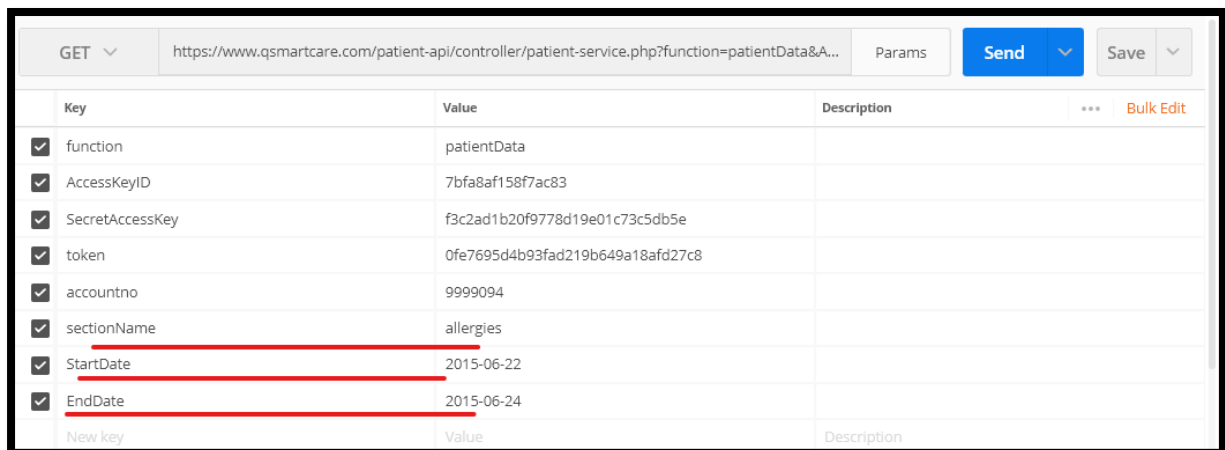 GET https://www.qsmartcare.com/patient-api/controller/patient-service.php?function=patientData&A... Params Send Save
Key Value Description ••• Bulk Edit
function patientData
AccessKeyID 7bfa8af158f7ac83
SecretAccessKey f3c2ad1b20f9778d19e01c73c5db5e
token 0fe7695d4b93fad219b649a18afd27c8
accountno 9999094
sectionName allergies
StartDate 2015-06-22
EndDate 2015-06-24
New key Value Description